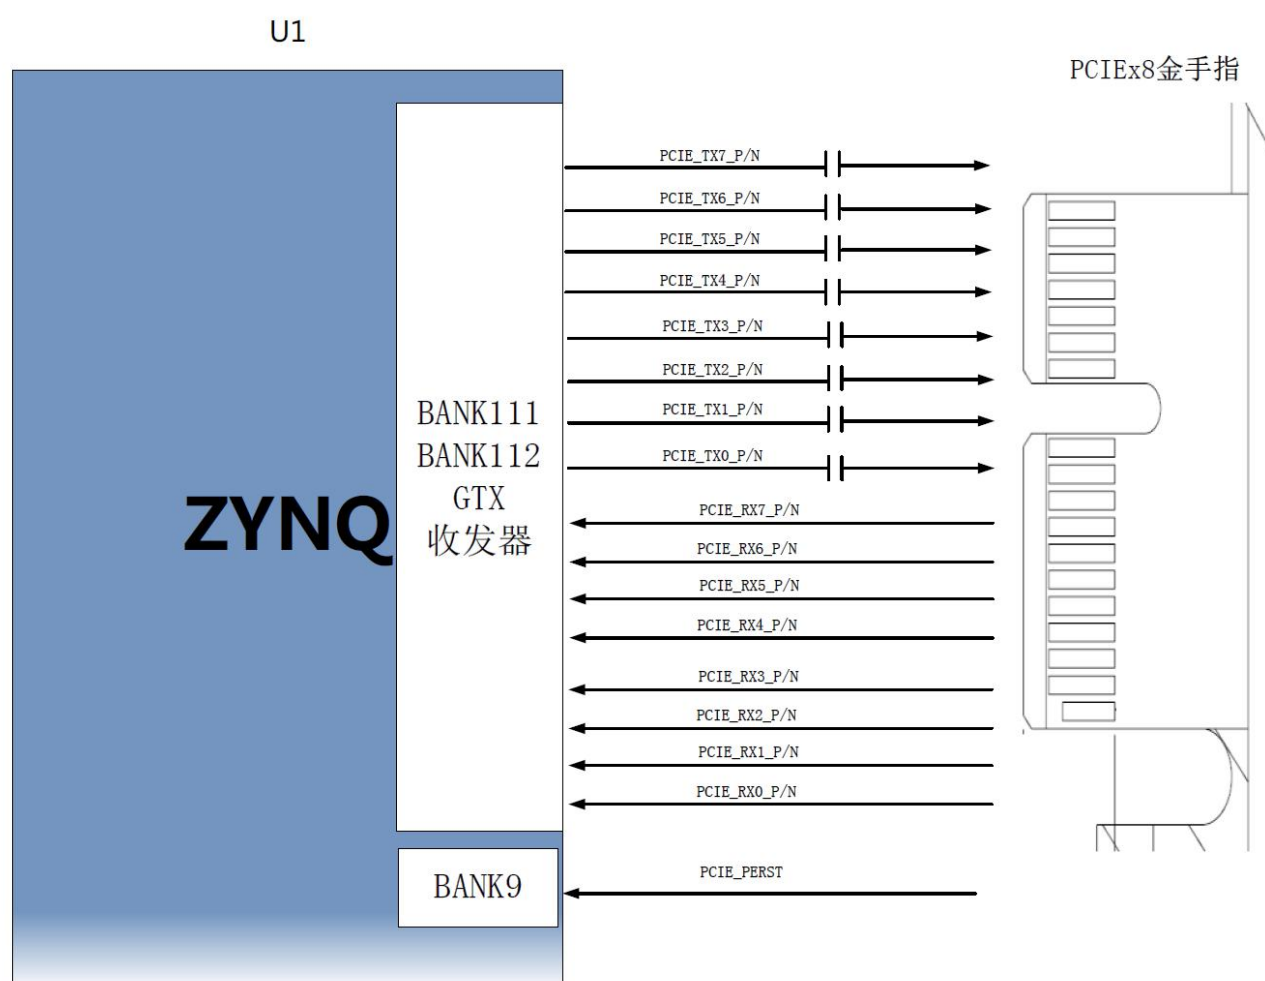 U1
PCIEx8金手指
PCIE_TX7_P/N
PCIE_TX6_P/N
PCIE_TX5_P/N
PCIE_TX4_P/N
PCIE_TX3_P/N
PCIE_TX2_P/N
PCIE_TX1_P/N
PCIE_TX0_P/N
ZYNQ
BANK111
BANK112
GTX
收发器
PCIE_RX7_P/N
PCIE_RX6_P/N
PCIE_RX5_P/N
PCIE_RX4_P/N
PCIE_RX3_P/N
PCIE_RX2_P/N
PCIE_RX1_P/N
PCIE_RX0_P/N
BANK9
PCIE_PERST